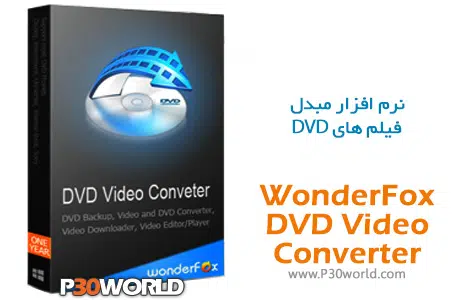 DVD
DVD Video Conveter
DVD Backup, Video and DVD Converter,
Video Downloader, Video Editor/Player
ONE
YEAR
wonderfox
P30WORLD
نرم افزار مبدل
فیلم های DVD
WonderFox
DVD Video
Converter
www.P30world.com